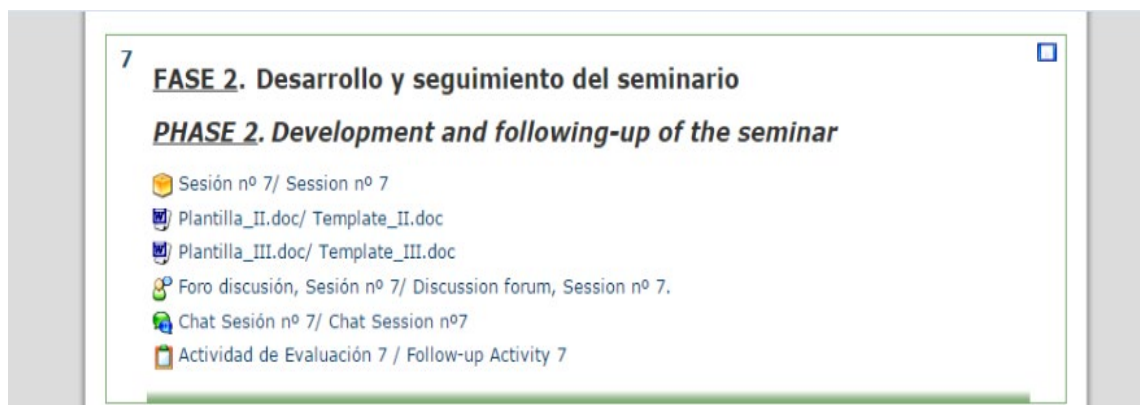 7
FASE 2. Desarrollo y seguimiento del seminario
PHASE 2. Development and following-up of the seminar
Sesión nº 7/ Session nº 7
Plantilla_II.doc/ Template_II.doc
Plantilla_III.doc/ Template_III.doc
Foro discusión, Sesión nº 7/ Discussion forum, Session nº 7.
Chat Sesión nº 7/ Chat Session nº7
Actividad de Evaluación 7 / Follow-up Activity 7